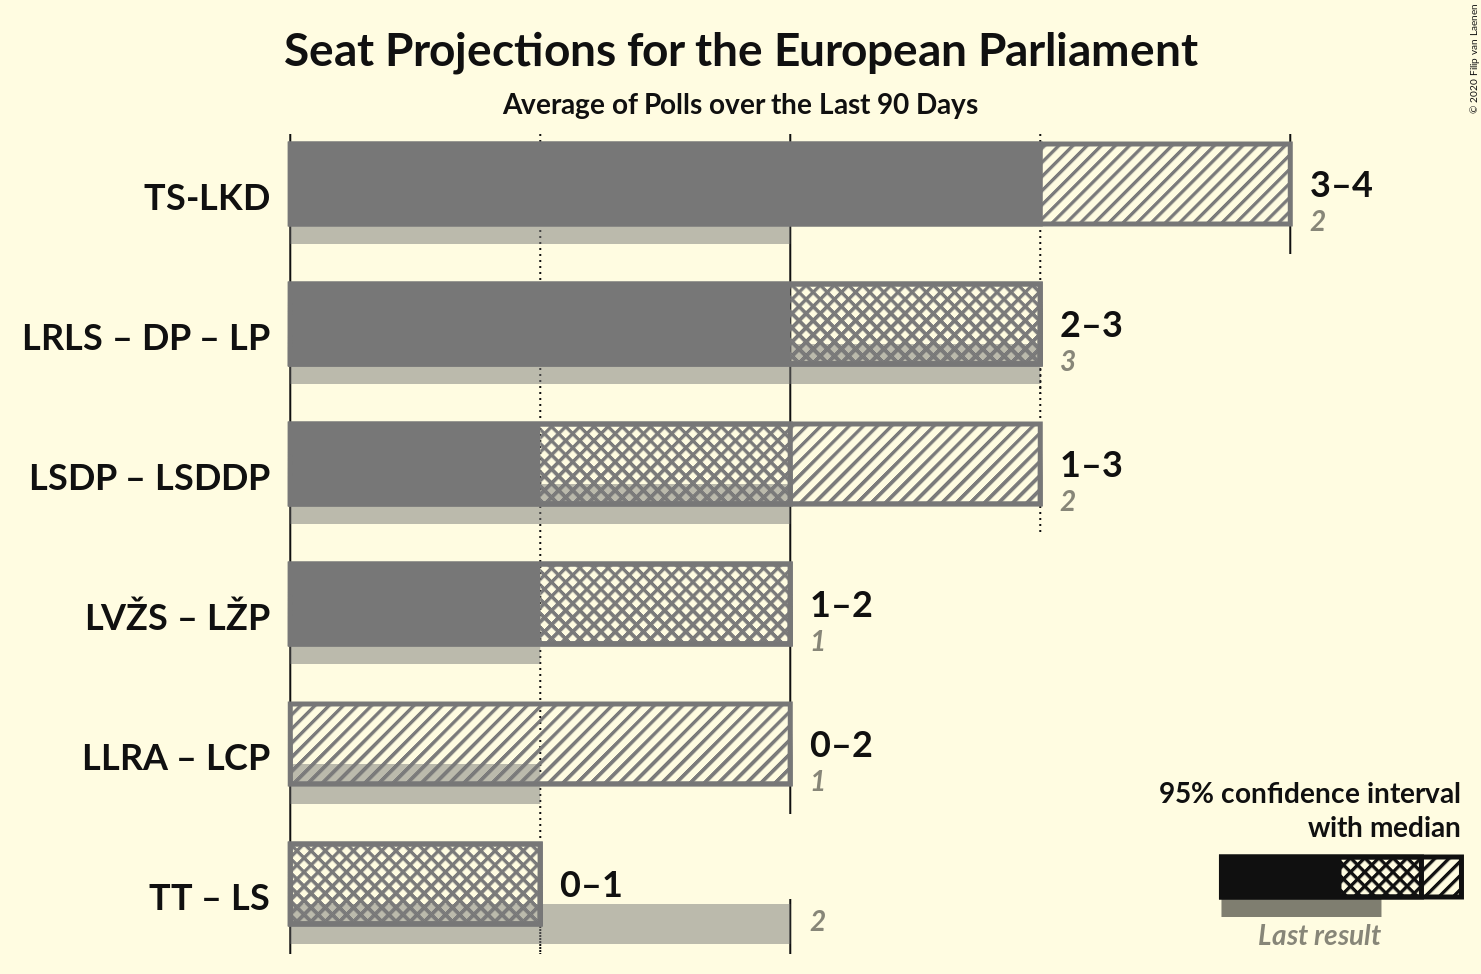 Seat Projections for the European Parliament
Average of Polls over the Last 90 Days
© 2020 Filip van Laenen
TS-LKD
3–4
2
LRLS – DP – LP
2–3
3
LSDP – LSDDP
1–3
2
LVŽS – LŽP
1–2
1
LLRA – LCP
0–2
1
TT – LS
0–1
2
95% confidence interval
with median
Last result